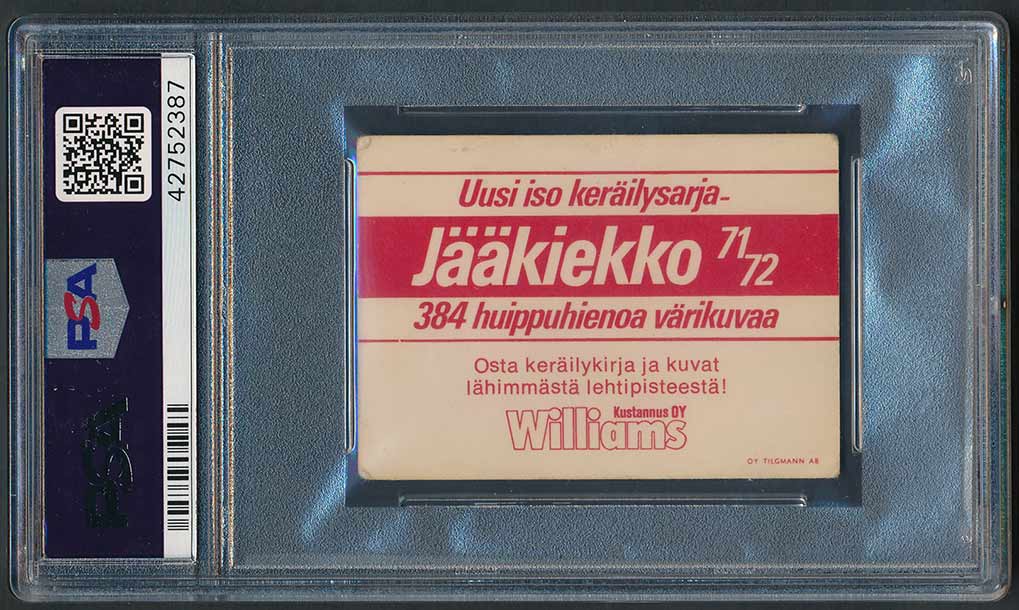 42752387
PSA
PSA
Uusi iso keräilysarja-
Jääkiekko 71/72
384 huippuhienoa värikuvaa
Osta keräilykirja ja kuvat
lähimmästä lehtipisteestä!
Kustannus OY
Williams
OY TILGMANN AB